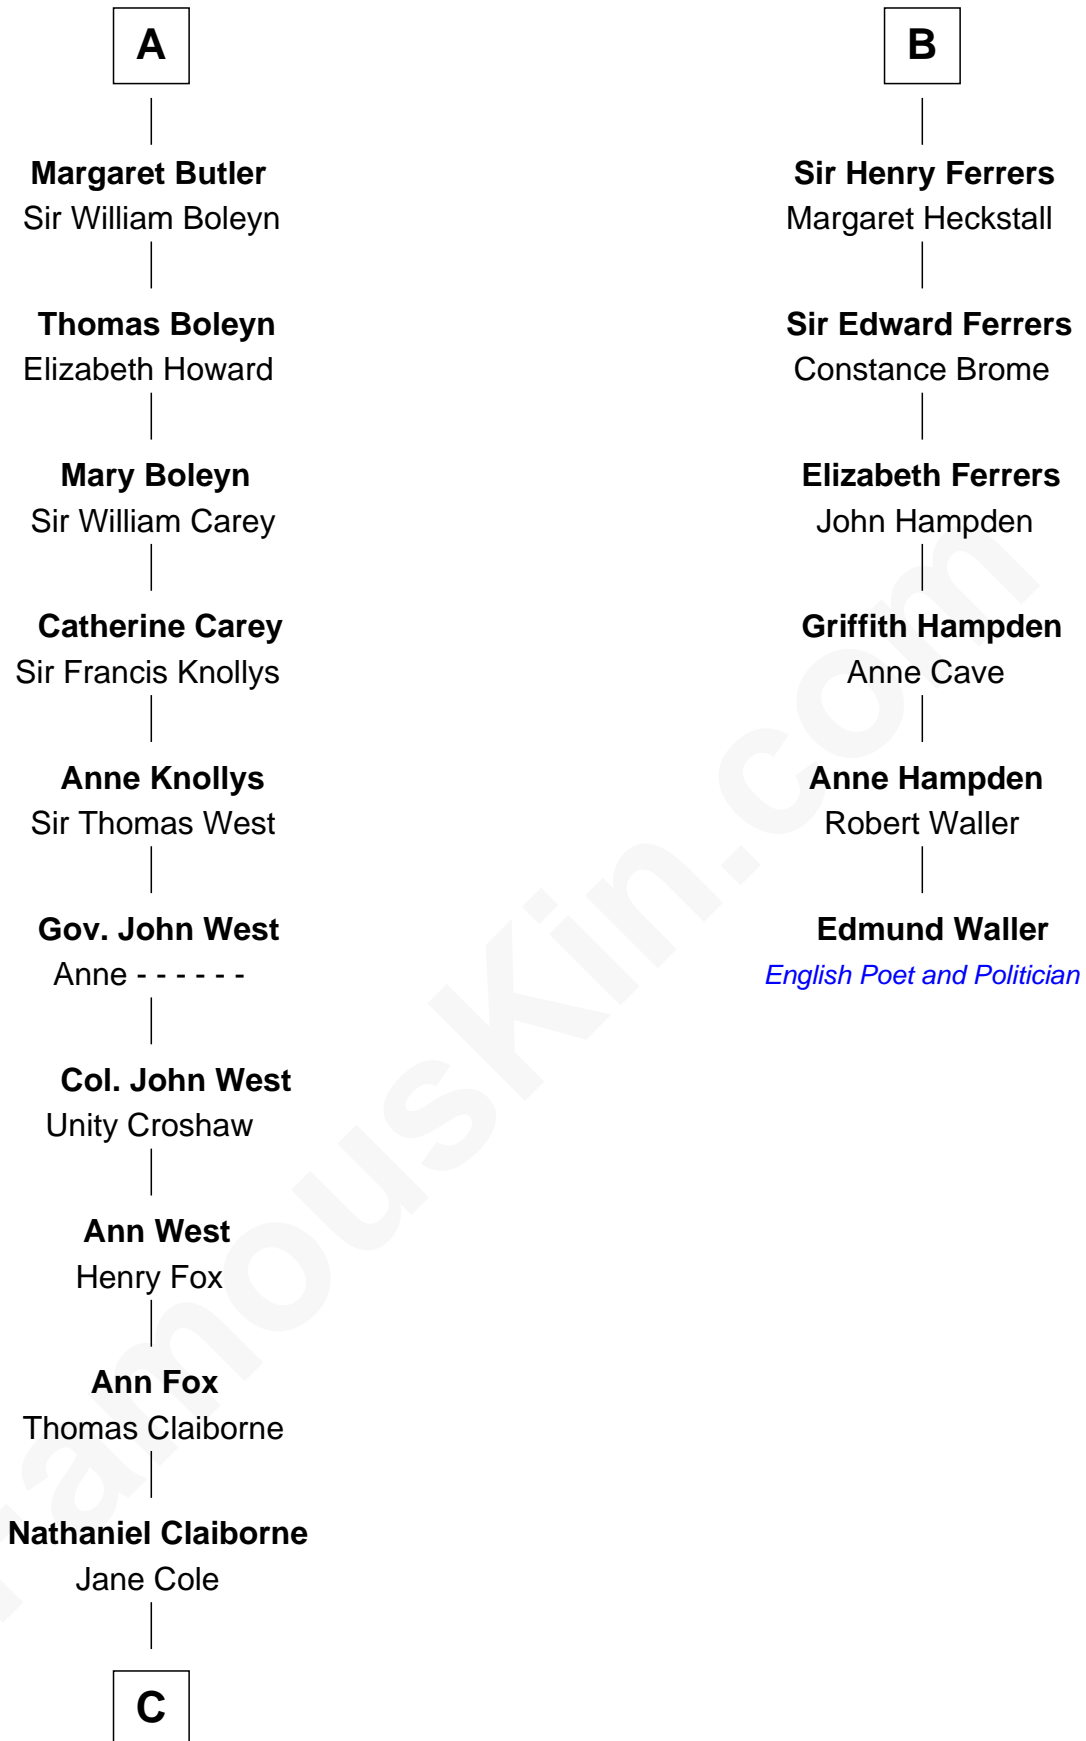 A
Margaret Butler
Sir William Boleyn
Thomas Boleyn
Elizabeth Howard
Mary Boleyn
Sir William Carey
Catherine Carey
Sir Francis Knollys
Anne Knollys
Sir Thomas West
Gov. John West
Anne - - - - - -
Col. John West
Unity Croshaw
Ann West
Henry Fox
Ann Fox
Thomas Claiborne
Nathaniel Claiborne
Jane Cole
C
B
Sir Henry Ferrers
Margaret Heckstall
Sir Edward Ferrers
Constance Brome
Elizabeth Ferrers
John Hampden
Griffith Hampden
Anne Cave
Anne Hampden
Robert Waller
Edmund Waller
English Poet and Politician
FamousKin.com